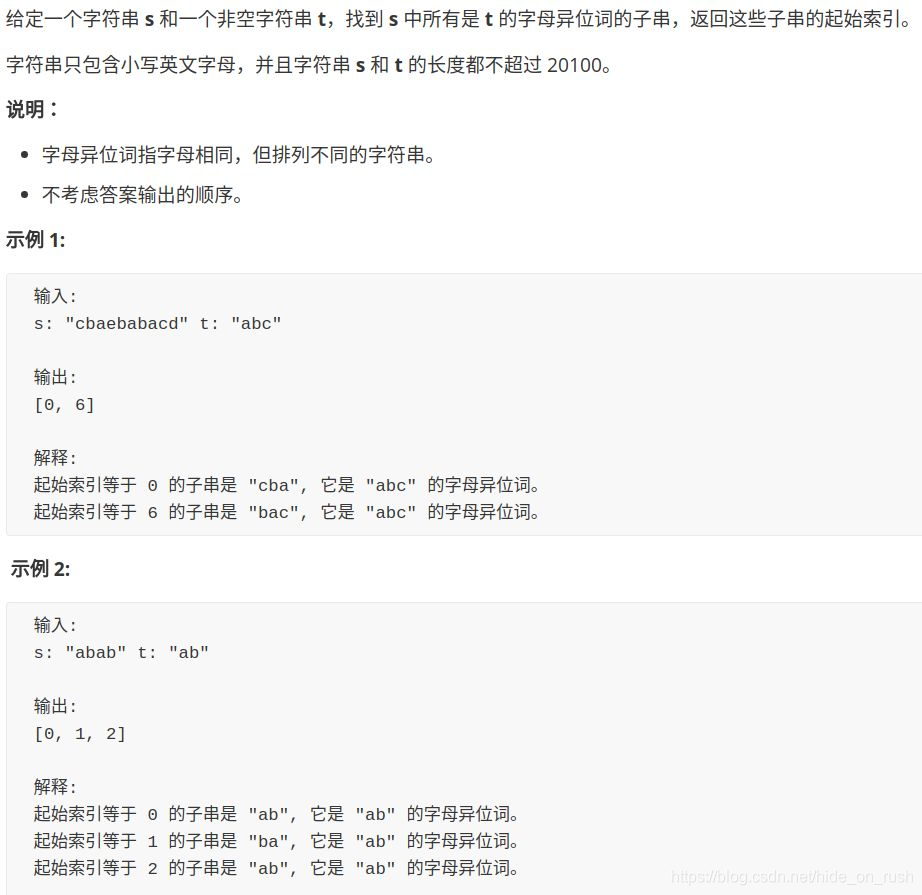 给定一个字符串 s 和一个非空字符串 t，找到 s 中所有是 t 的字母异位词的子串，返回这些子串的起始索引。
字符串只包含小写英文字母，并且字符串 s 和 t 的长度都不超过 20100。
说明：
• 字母异位词指字母相同，但排列不同的字符串。
• 不考虑答案输出的顺序。
示例 1:
输入:
s: "cbaebabacd" t: "abc"
输出:
[0, 6]
解释:
起始索引等于 0 的子串是 "cba", 它是 "abc" 的字母异位词。
起始索引等于 6 的子串是 "bac", 它是 "abc" 的字母异位词。
示例 2:
输入:
s: "abab" t: "ab"
输出:
[0, 1, 2]
解释:
起始索引等于 0 的子串是 "ab", 它是 "ab" 的字母异位词。
起始索引等于 1 的子串是 "ba", 它是 "ab" 的字母异位词。
起始索引等于 2 的子串是 "ab", 它是 "ab" 的字母异位词。
https://blog.csdn.net/hide_on_rush